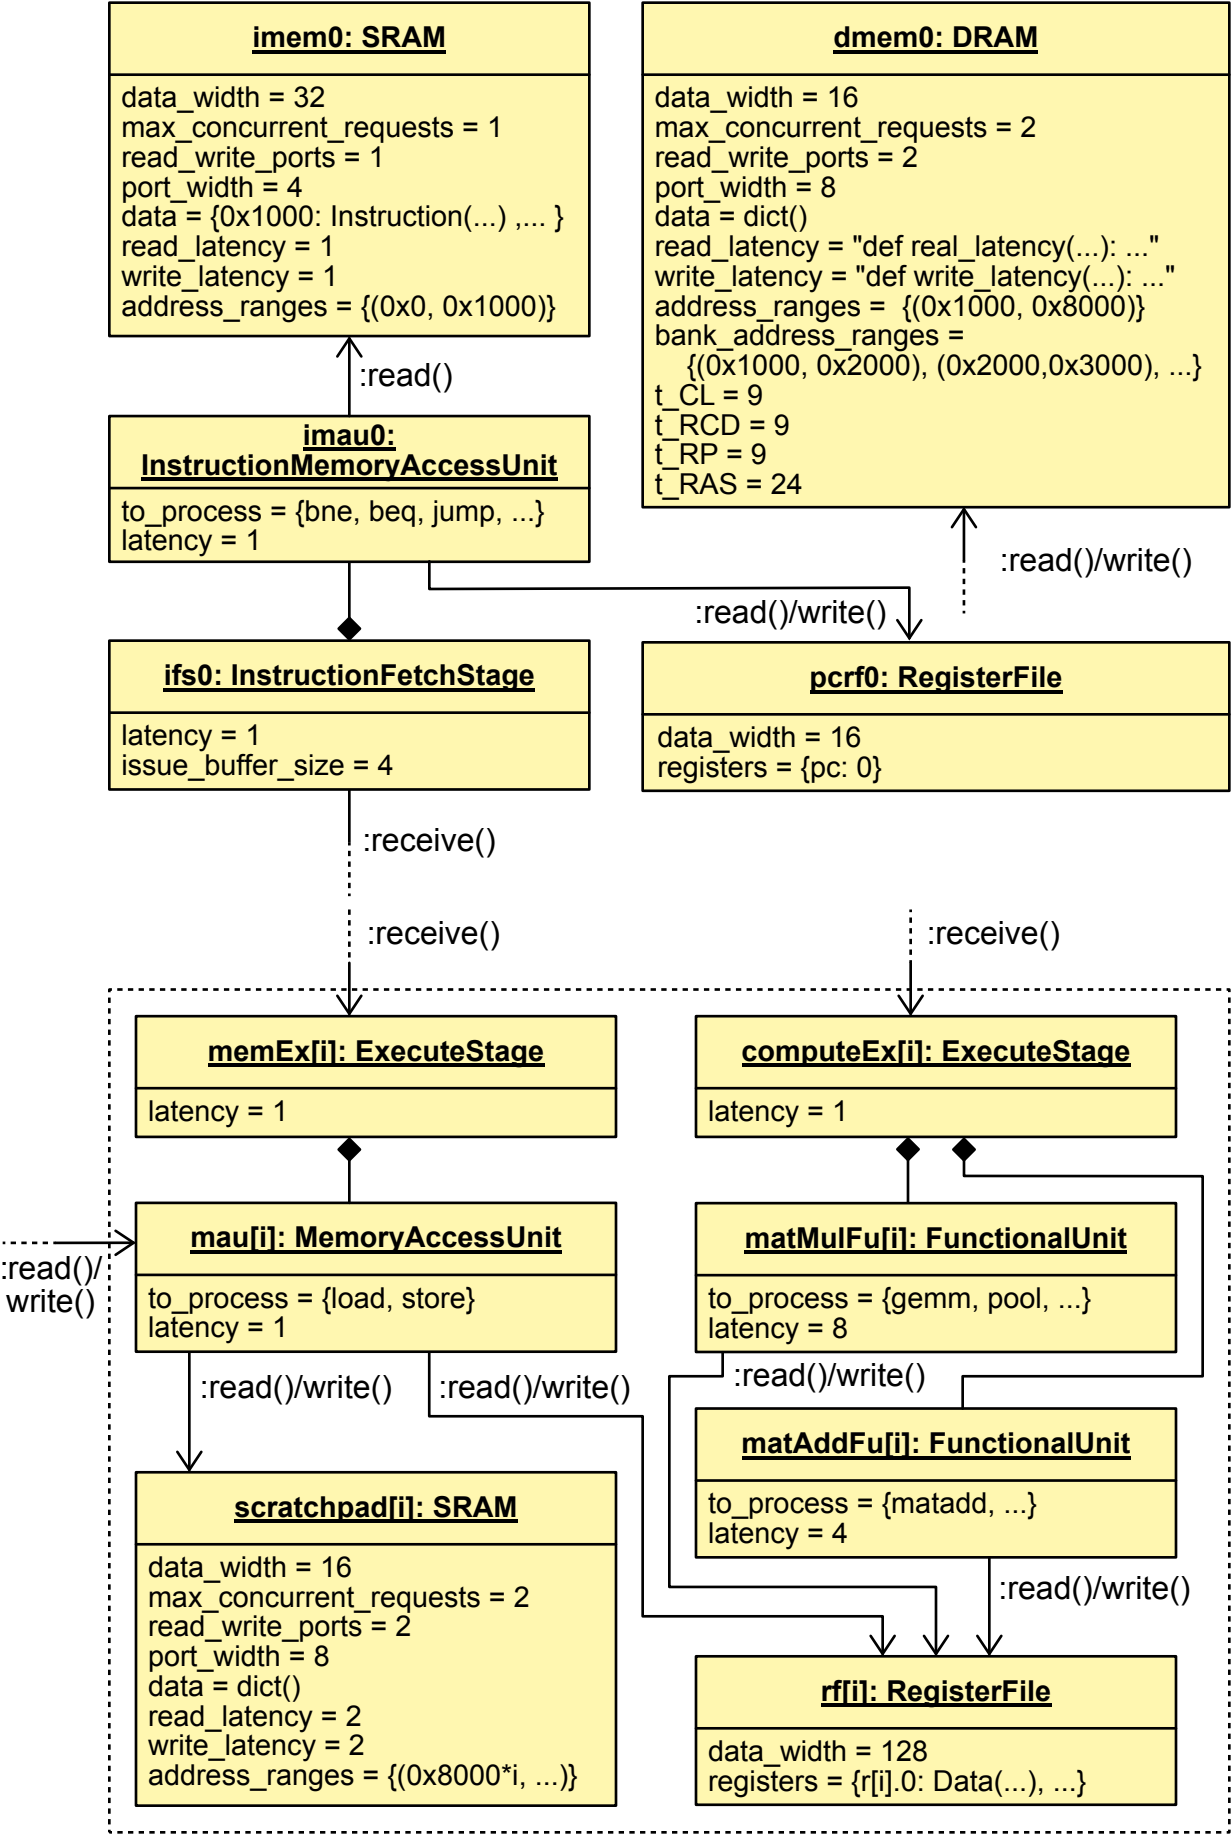 imem0: SRAM
data_width = 32
max_concurrent_requests = 1
read_write_ports = 1
port_width = 4
data = {0x1000: Instruction(...) ,... }
read_latency = 1
write_latency = 1
address_ranges = {(0x0, 0x1000)}
dmem0: DRAM
data_width = 16
max_concurrent_requests = 2
read_write_ports = 2
port_width = 8
data = dict()
read_latency = "def real_latency(...): ..."
write_latency = "def write_latency(...): ..."
address_ranges =  {(0x1000, 0x8000)}
bank_address_ranges =
{(0x1000, 0x2000), (0x2000,0x3000), ...}
t_CL = 9
t_RCD = 9
t_RP = 9
t_RAS = 24
:read()
imau0:
InstructionMemoryAccessUnit
to_process = {bne, beq, jump, ...}
latency = 1
:read()/write()
:read()/write()
ifs0: InstructionFetchStage
latency = 1
issue_buffer_size = 4
pcrf0: RegisterFile
data_width = 16
registers = {pc: 0}
:receive()
:receive()
:receive()
memEx[i]: ExecuteStage
latency = 1
computeEx[i]: ExecuteStage
latency = 1
:read()/
write()
mau[i]: MemoryAccessUnit
to_process = {load, store}
latency = 1
matMulFu[i]: FunctionalUnit
to_process = {gemm, pool, ...}
latency = 8
:read()/write()
:read()/write()
:read()/write()
matAddFu[i]: FunctionalUnit
to_process = {matadd, ...}
latency = 4
:read()/write()
scratchpad[i]: SRAM
data_width = 16
max_concurrent_requests = 2
read_write_ports = 2
port_width = 8
data = dict()
read_latency = 2
write_latency = 2
address_ranges = {(0x8000*i, ...)}
rf[i]: RegisterFile
data_width = 128
registers = {r[i].0: Data(...), ...}